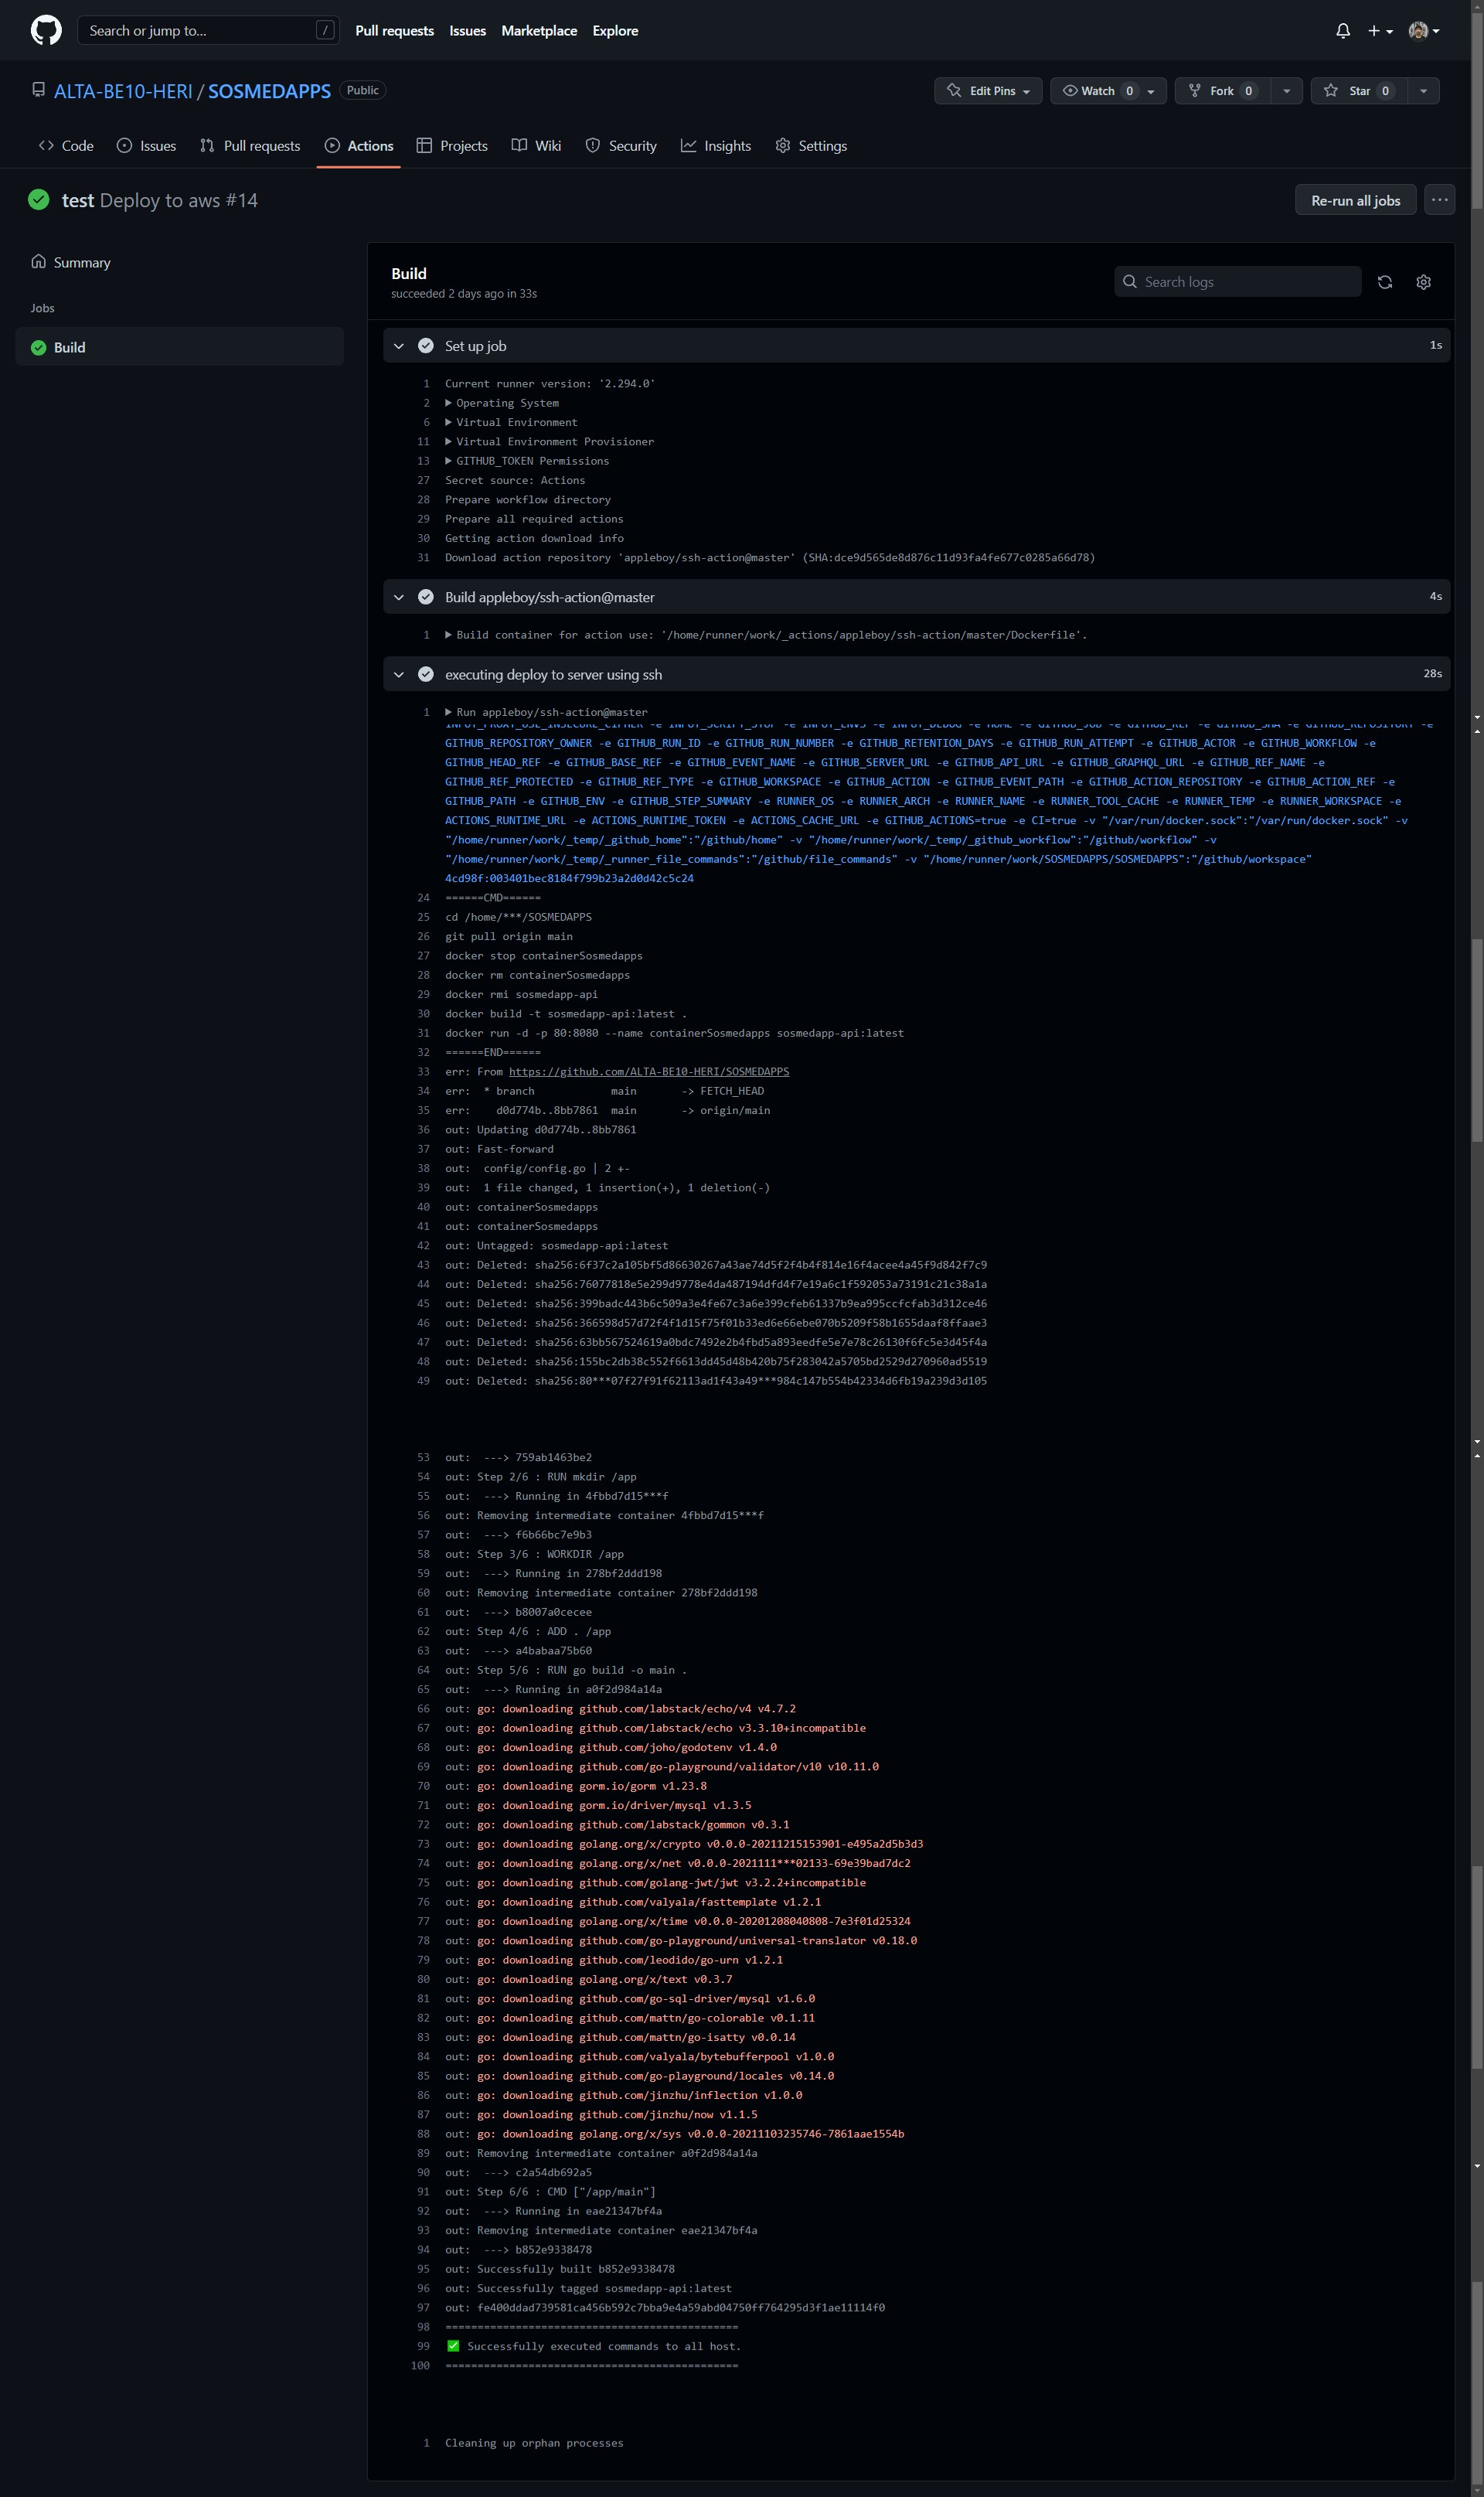 Search or jump to... /
Pull requests Issues Marketplace Explore
ALTA-BE10-HERI / SOSMEDAPPS Public
Edit Pins Watch 0 Fork 0 Star 0
Code Issues Pull requests Actions Projects Wiki Security Insights Settings
test Deploy to aws #14
Re-run all jobs ...
Summary
Jobs
Build
Build
succeeded 2 days ago in 33s
Search logs
Set up job 1s
1 Current runner version: '2.294.0'
2 Operating System
6 Virtual Environment
11 Virtual Environment Provisioner
13 GITHUB_TOKEN Permissions
27 Secret source: Actions
28 Prepare workflow directory
29 Prepare all required actions
30 Getting action download info
31 Download action repository 'appleboy/ssh-action@master' (SHA:dce9d565de8d876c11d93fa4fe677c0285a66d78)
Build appleboy/ssh-action@master 4s
1 Build container for action use: '/home/runner/work/_actions/appleboy/ssh-action/master/Dockerfile'.
executing deploy to server using ssh 28s
1 Run appleboy/ssh-action@master
INPUT_PROXY_USE_INSECURE_CIPHER -e INPUT_SCRIPT_STOP -e INPUT_ENVS -e INPUT_DEBUG -e HOME -e GITHUB_JOB -e GITHUB_REF -e GITHUB_SHA -e GITHUB_REPOSITORY -e
GITHUB_REPOSITORY_OWNER -e GITHUB_RUN_ID -e GITHUB_RUN_NUMBER -e GITHUB_RETENTION_DAYS -e GITHUB_RUN_ATTEMPT -e GITHUB_ACTOR -e GITHUB_WORKFLOW -e
GITHUB_HEAD_REF -e GITHUB_BASE_REF -e GITHUB_EVENT_NAME -e GITHUB_SERVER_URL -e GITHUB_API_URL -e GITHUB_GRAPHQL_URL -e GITHUB_REF_NAME -e
GITHUB_REF_PROTECTED -e GITHUB_REF_TYPE -e GITHUB_WORKSPACE -e GITHUB_ACTION -e GITHUB_EVENT_PATH -e GITHUB_ACTION_REPOSITORY -e GITHUB_ACTION_REF -e
GITHUB_PATH -e GITHUB_ENV -e GITHUB_STEP_SUMMARY -e RUNNER_OS -e RUNNER_ARCH -e RUNNER_NAME -e RUNNER_TOOL_CACHE -e RUNNER_TEMP -e RUNNER_WORKSPACE -e
ACTIONS_RUNTIME_URL -e ACTIONS_RUNTIME_TOKEN -e ACTIONS_CACHE_URL -e GITHUB_ACTIONS=true -e CI=true -v "/var/run/docker.sock":"/var/run/docker.sock" -v
"/home/runner/work/_temp/_github_home":"/github/home" -v "/home/runner/work/_temp/_github_workflow":"/github/workflow" -v
"/home/runner/work/_temp/_runner_file_commands":"/github/file_commands" -v "/home/runner/work/SOSMEDAPPS/SOSMEDAPPS":"/github/workspace"
4cd98f:003401bec8184f799b23a2d0d42c5c24
24 ======CMD======
25 cd /home/***/SOSMEDAPPS
26 git pull origin main
27 docker stop containerSosmedapps
28 docker rm containerSosmedapps
29 docker rmi sosmedapp-api
30 docker build -t sosmedapp-api:latest .
31 docker run -d -p 80:8080 --name containerSosmedapps sosmedapp-api:latest
32 ======END======
33 err: From https://github.com/ALTA-BE10-HERI/SOSMEDAPPS
34 err:  * branch            main       -> FETCH_HEAD
35 err:    d0d774b..8bb7861  main       -> origin/main
36 out: Updating d0d774b..8bb7861
37 out: Fast-forward
38 out:  config/config.go | 2 +-
39 out:  1 file changed, 1 insertion(+), 1 deletion(-)
40 out: containerSosmedapps
41 out: containerSosmedapps
42 out: Untagged: sosmedapp-api:latest
43 out: Deleted: sha256:6f37c2a105bf5d86630267a43ae74d5f2f4b4f814e16f4acee4a45f9d842f7c9
44 out: Deleted: sha256:76077818e5e299d9778e4da487194dfd4f7e19a6c1f592053a73191c21c38a1a
45 out: Deleted: sha256:399badc443b6c509a3e4fe67c3a6e399cfeb61337b9ea995ccfcfab3d312ce46
46 out: Deleted: sha256:366598d57d72f4f1d15f75f01b33ed6e66ebe070b5209f58b1655daaf8ffaae3
47 out: Deleted: sha256:63bb567524619a0bdc7492e2b4fbd5a893eedfe5e7e78c26130f6fc5e3d45f4a
48 out: Deleted: sha256:155bc2db38c552f6613dd45d48b420b75f283042a5705bd2529d270960ad5519
49 out: Deleted: sha256:80***07f27f91f62113ad1f43a49***984c147b554b42334d6fb19a239d3d105
53 out:  ---> 759ab1463be2
54 out: Step 2/6 : RUN mkdir /app
55 out:  ---> Running in 4fbbd7d15***f
56 out: Removing intermediate container 4fbbd7d15***f
57 out:  ---> f6b66bc7e9b3
58 out: Step 3/6 : WORKDIR /app
59 out:  ---> Running in 278bf2ddd198
60 out: Removing intermediate container 278bf2ddd198
61 out:  ---> b8007a0cecee
62 out: Step 4/6 : ADD . /app
63 out:  ---> a4babaa75b60
64 out: Step 5/6 : RUN go build -o main .
65 out:  ---> Running in a0f2d984a14a
66 out: go: downloading github.com/labstack/echo/v4 v4.7.2
67 out: go: downloading github.com/labstack/echo v3.3.10+incompatible
68 out: go: downloading github.com/joho/godotenv v1.4.0
69 out: go: downloading github.com/go-playground/validator/v10 v10.11.0
70 out: go: downloading gorm.io/gorm v1.23.8
71 out: go: downloading gorm.io/driver/mysql v1.3.5
72 out: go: downloading github.com/labstack/gommon v0.3.1
73 out: go: downloading golang.org/x/crypto v0.0.0-20211215153901-e495a2d5b3d3
74 out: go: downloading golang.org/x/net v0.0.0-2021111***02133-69e39bad7dc2
75 out: go: downloading github.com/golang-jwt/jwt v3.2.2+incompatible
76 out: go: downloading github.com/valyala/fasttemplate v1.2.1
77 out: go: downloading golang.org/x/time v0.0.0-20201208040808-7e3f01d25324
78 out: go: downloading github.com/go-playground/universal-translator v0.18.0
79 out: go: downloading github.com/leodido/go-urn v1.2.1
80 out: go: downloading golang.org/x/text v0.3.7
81 out: go: downloading github.com/go-sql-driver/mysql v1.6.0
82 out: go: downloading github.com/mattn/go-colorable v0.1.11
83 out: go: downloading github.com/mattn/go-isatty v0.0.14
84 out: go: downloading github.com/valyala/bytebufferpool v1.0.0
85 out: go: downloading github.com/go-playground/locales v0.14.0
86 out: go: downloading github.com/jinzhu/inflection v1.0.0
87 out: go: downloading github.com/jinzhu/now v1.1.5
88 out: go: downloading golang.org/x/sys v0.0.0-20211103235746-7861aae1554b
89 out: Removing intermediate container a0f2d984a14a
90 out:  ---> c2a54db692a5
91 out: Step 6/6 : CMD ["/app/main"]
92 out:  ---> Running in eae21347bf4a
93 out: Removing intermediate container eae21347bf4a
94 out:  ---> b852e9338478
95 out: Successfully built b852e9338478
96 out: Successfully tagged sosmedapp-api:latest
97 out: fe400ddad739581ca456b592c7bba9e4a59abd04750ff764295d3f1ae11114f0
98 ==============================================
99 ✅ Successfully executed commands to all host.
100 ==============================================
1 Cleaning up orphan processes